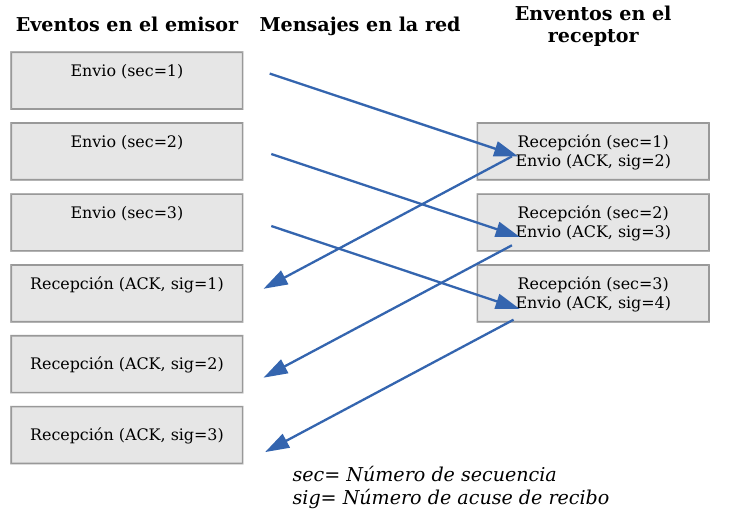 Eventos en el emisor
Mensajes en la red
Enventos en el
receptor
Envio (sec=1)
Envio (sec=2)
Envio (sec=3)
Recepción (ACK, sig=1)
Recepción (ACK, sig=2)
Recepción (ACK, sig=3)
Recepción (sec=1)
Envio (ACK, sig=2)
Recepción (sec=2)
Envio (ACK, sig=3)
Recepción (sec=3)
Envio (ACK, sig=4)
sec= Número de secuencia
sig= Número de acuse de recibo